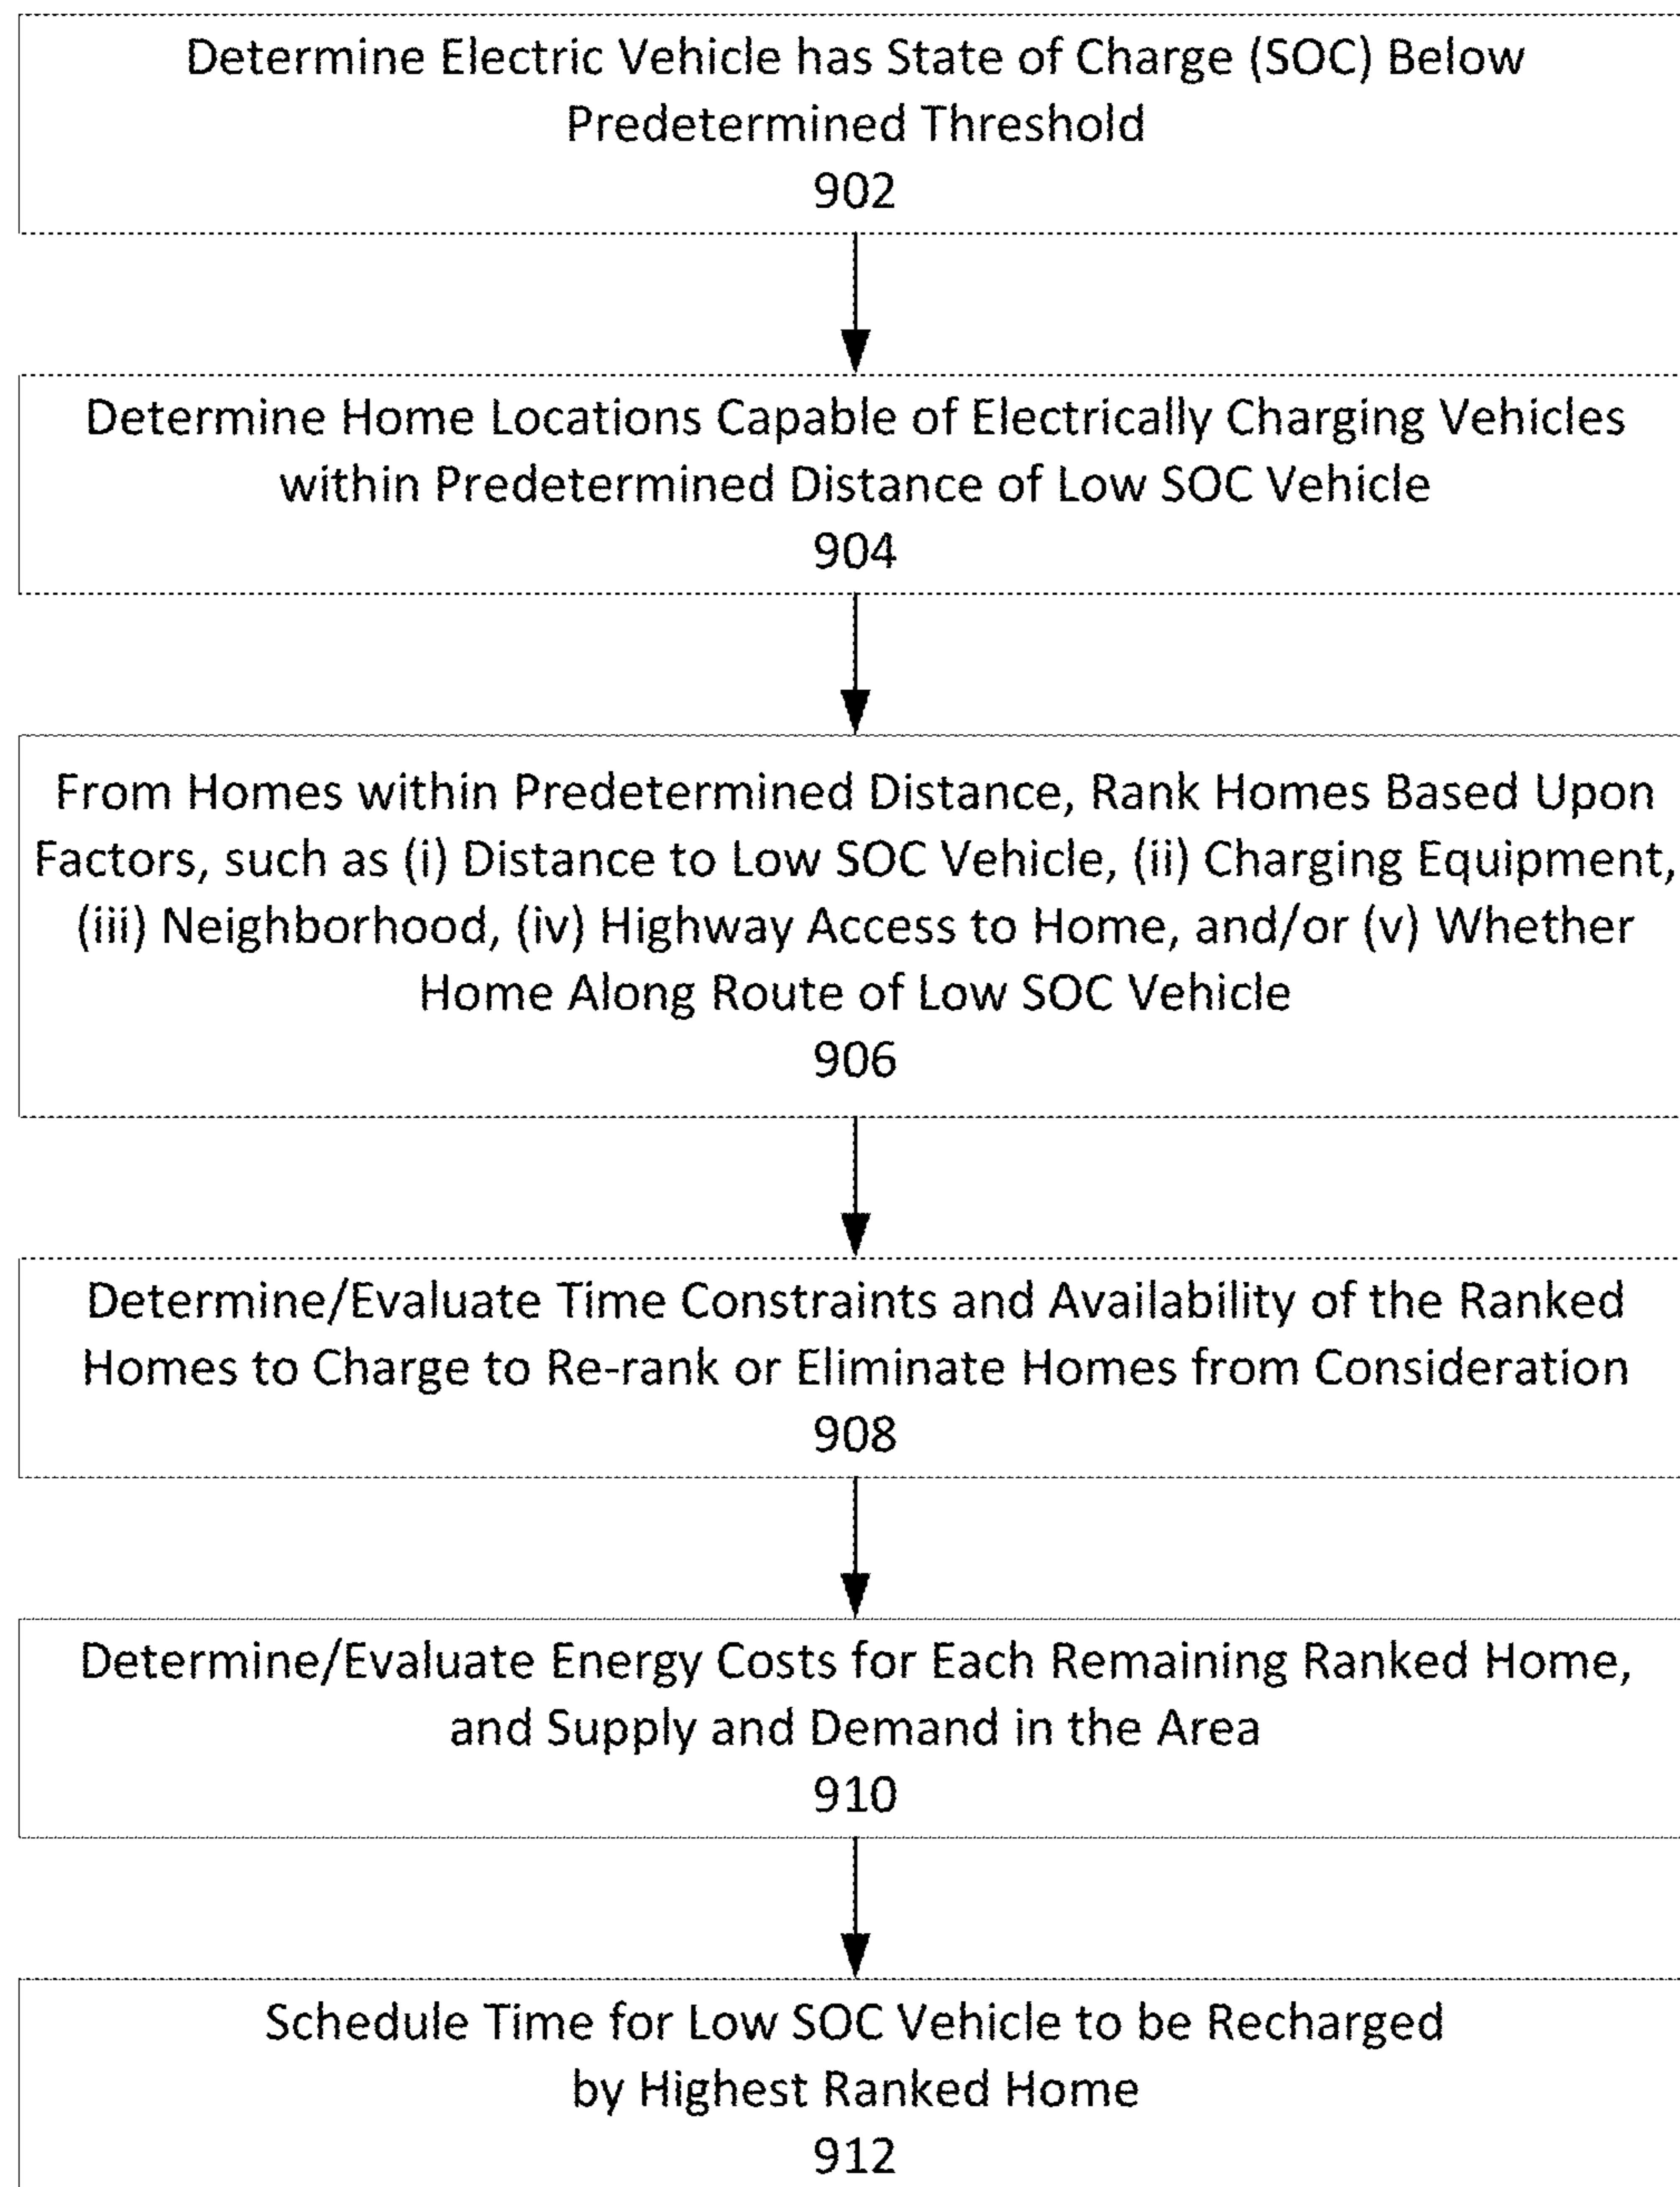 Determine Electric Vehicle has State of Charge (SOC) Below
Predetermined Threshold
902
Determine Home Locations Capable of Electrically Charging Vehicles
within Predetermined Distance of Low SOC Vehicle
904
From Homes within Predetermined Distance, Rank Homes Based Upon
Factors, such as (i) Distance to Low SOC Vehicle, (ii) Charging Equipment,
(iii) Neighborhood, (iv) Highway Access to Home, and/or (v) Whether
Home Along Route of Low SOC Vehicle
906
Determine/Evaluate Time Constraints and Availability of the Ranked
Homes to Charge to Re-rank or Eliminate Homes from Consideration
908
Determine/Evaluate Energy Costs for Each Remaining Ranked Home,
and Supply and Demand in the Area
910
Schedule Time for Low SOC Vehicle to be Recharged
by Highest Ranked Home
912